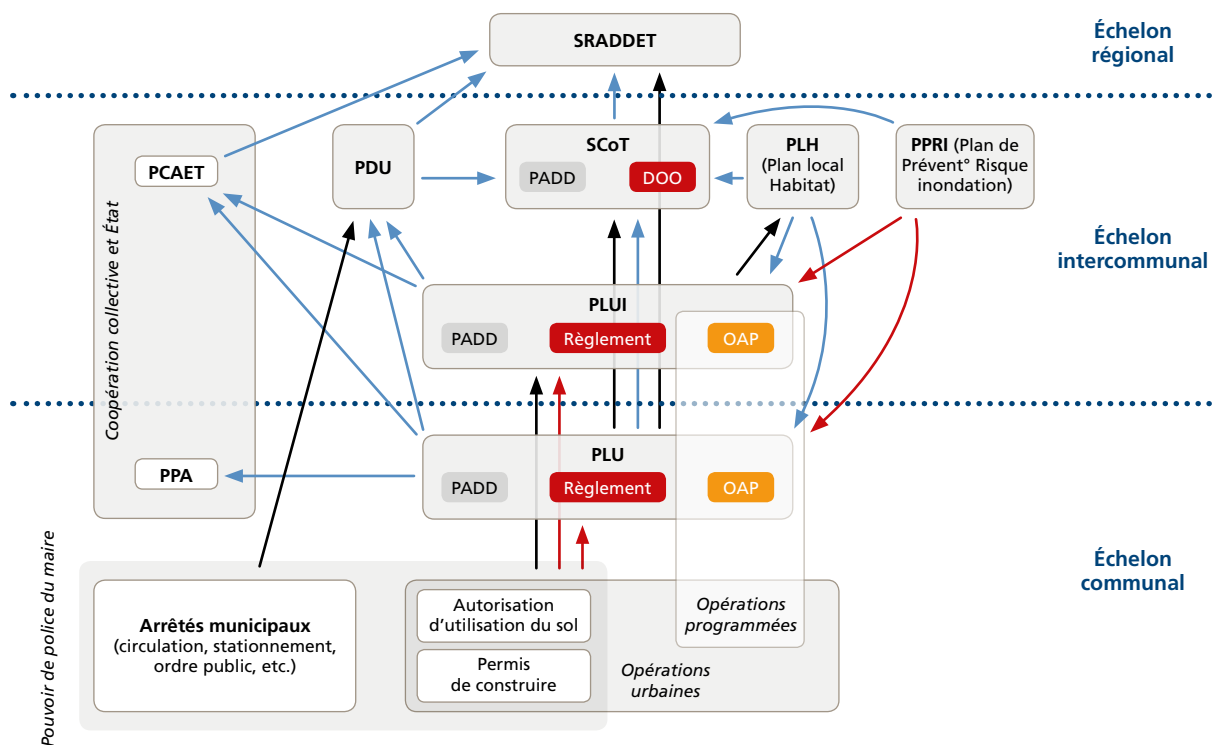 SRADDET
Échelon
régional
PCAET
PDU
SCoT
PADD
DOO
PLH
(Plan local
Habitat)
PPRI (Plan de
Prévent° Risque
inondation)
Coopération collective et État
Échelon
intercommunal
PLUI
PADD
Règlement
OAP
PPA
PLU
PADD
Règlement
OAP
Échelon
communal
Pouvoir de police du maire
Arrêtés municipaux
(circulation, stationnement,
ordre public, etc.)
Autorisation
d'utilisation du sol
Permis
de construire
Opérations
programmées
Opérations
urbaines